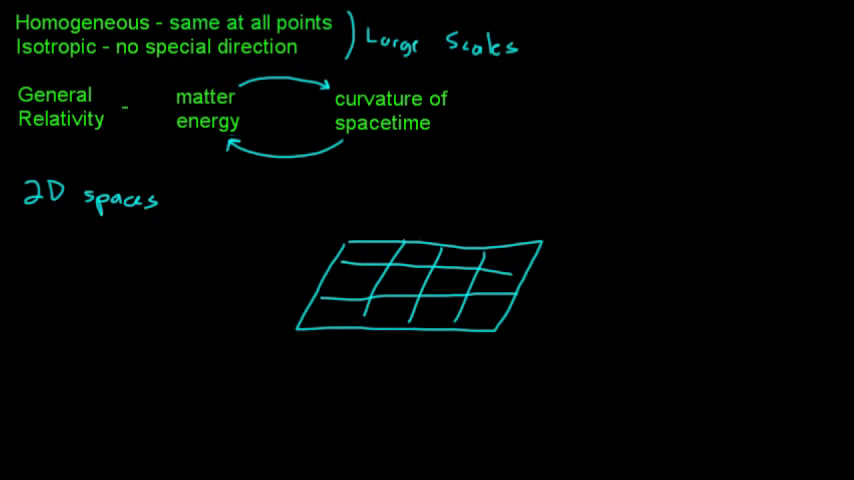 Homogeneous - same at all points
Isotropic - no special direction
Large Scales
General Relativity - matter energy curvature of spacetime
2D spaces